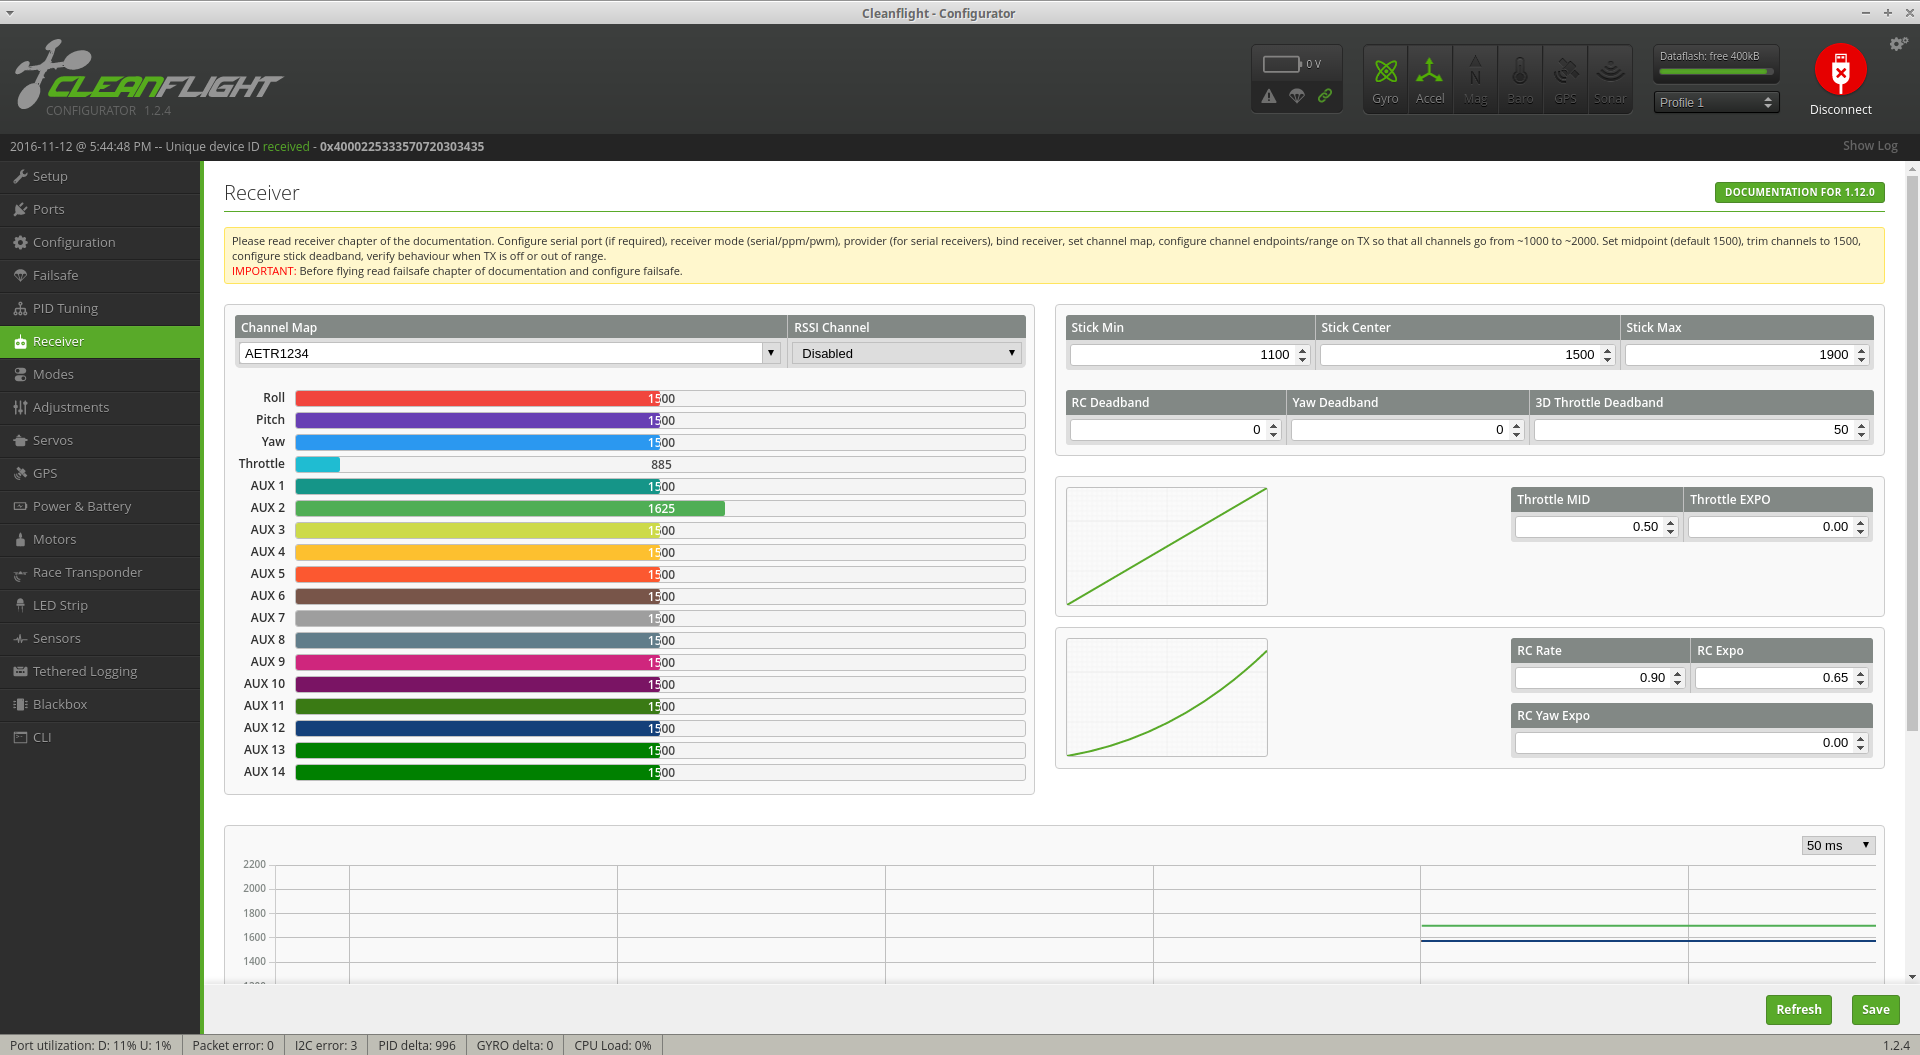 Cleanflight - Configurator
CLEANFLIGHT
CONFIGURATOR 1.2.4
0 V
Gyro
Accel
Mag
Baro
GPS
Sonar
Dataflash: free 400kB
Profile 1
Disconnect
2016-11-12 @ 5:44:48 PM -- Unique device ID received - 0x4000225333570720303435
Show Log
Setup
Ports
Configuration
Failsafe
PID Tuning
Receiver
Modes
Adjustments
Servos
GPS
Power & Battery
Motors
Race Transponder
LED Strip
Sensors
Tethered Logging
Blackbox
CLI
Receiver
DOCUMENTATION FOR 1.12.0
Please read receiver chapter of the documentation. Configure serial port (if required), receiver mode (serial/ppm/pwm), provider (for serial receivers), bind receiver, set channel map, configure channel endpoints/range on TX so that all channels go from ~1000 to ~2000. Set midpoint (default 1500), trim channels to 1500,
configure stick deadband, verify behaviour when TX is off or out of range.
IMPORTANT: Before flying read failsafe chapter of documentation and configure failsafe.
Channel Map
RSSI Channel
AETR1234
Disabled
Roll 1500
Pitch 1500
Yaw 1500
Throttle 885
AUX 1 1500
AUX 2 1625
AUX 3 1500
AUX 4 1500
AUX 5 1500
AUX 6 1500
AUX 7 1500
AUX 8 1500
AUX 9 1500
AUX 10 1500
AUX 11 1500
AUX 12 1500
AUX 13 1500
AUX 14 1500
Stick Min
Stick Center
Stick Max
1100
1500
1900
RC Deadband
Yaw Deadband
3D Throttle Deadband
0
0
50
Throttle MID
Throttle EXPO
0.50
0.00
RC Rate
RC Expo
0.90
0.65
RC Yaw Expo
0.00
50 ms
2200
2000
1800
1600
1400
Refresh
Save
Port utilization: D: 11% U: 1%
Packet error: 0
I2C error: 3
PID delta: 996
GYRO delta: 0
CPU Load: 0%
1.2.4